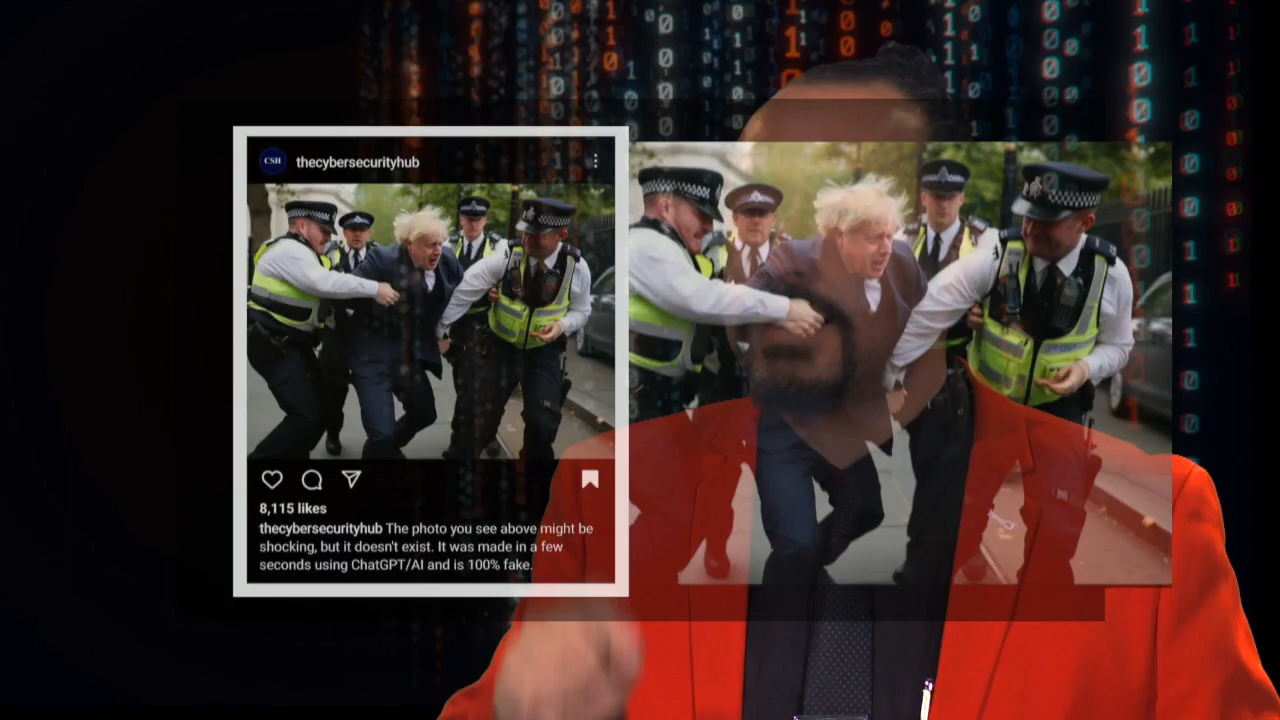 CSH thecybersecurityhub
8,115 likes
thecybersecurityhub The photo you see above might be
shocking, but it doesn't exist. It was made in a few
seconds using ChatGPT/AI and is 100% fake.